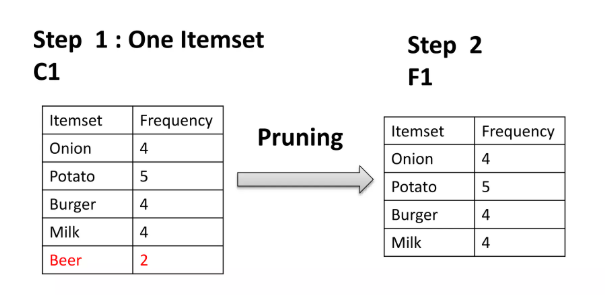 Step 1 : One Itemset
C1
Itemset Frequency
Onion 4
Potato 5
Burger 4
Milk 4
Beer 2
Pruning
Step 2
F1
Itemset Frequency
Onion 4
Potato 5
Burger 4
Milk 4